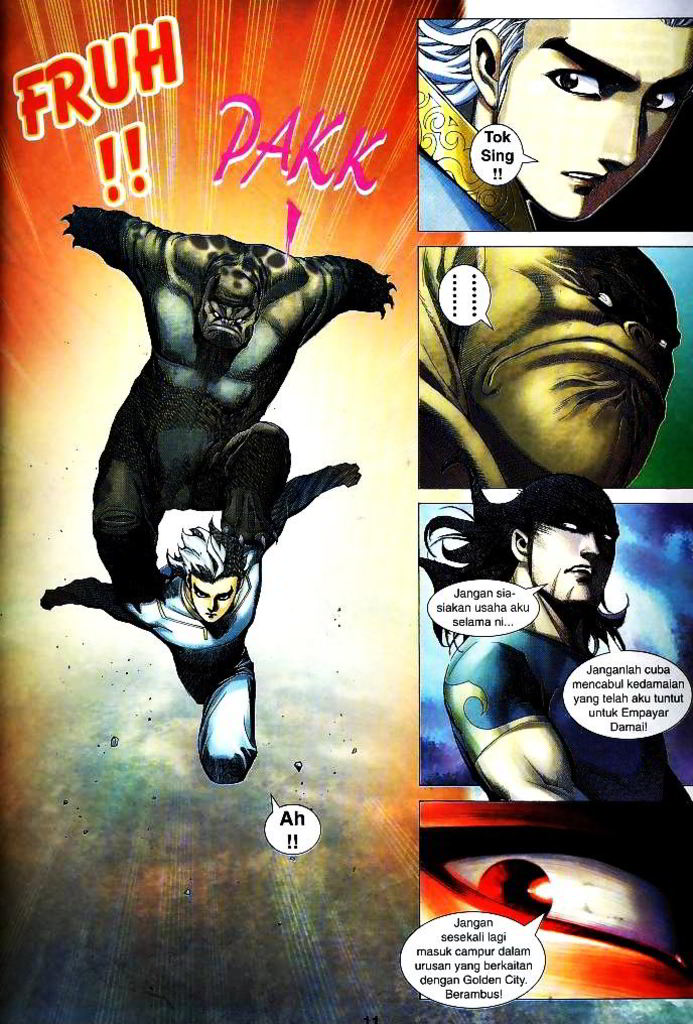 FRUH
!!
PAKK
!
Ah
!!
Tok
Sing
!!
Jangan sia-
siakan usaha aku
selama ni...
Janganlah cuba
mencabul kedamaian
yang telah aku tuntut
untuk Empayar
Damai!
Jangan
sesekali lagi
masuk campur dalam
urusan yang berkaitan
dengan Golden City.
Berambus!
11